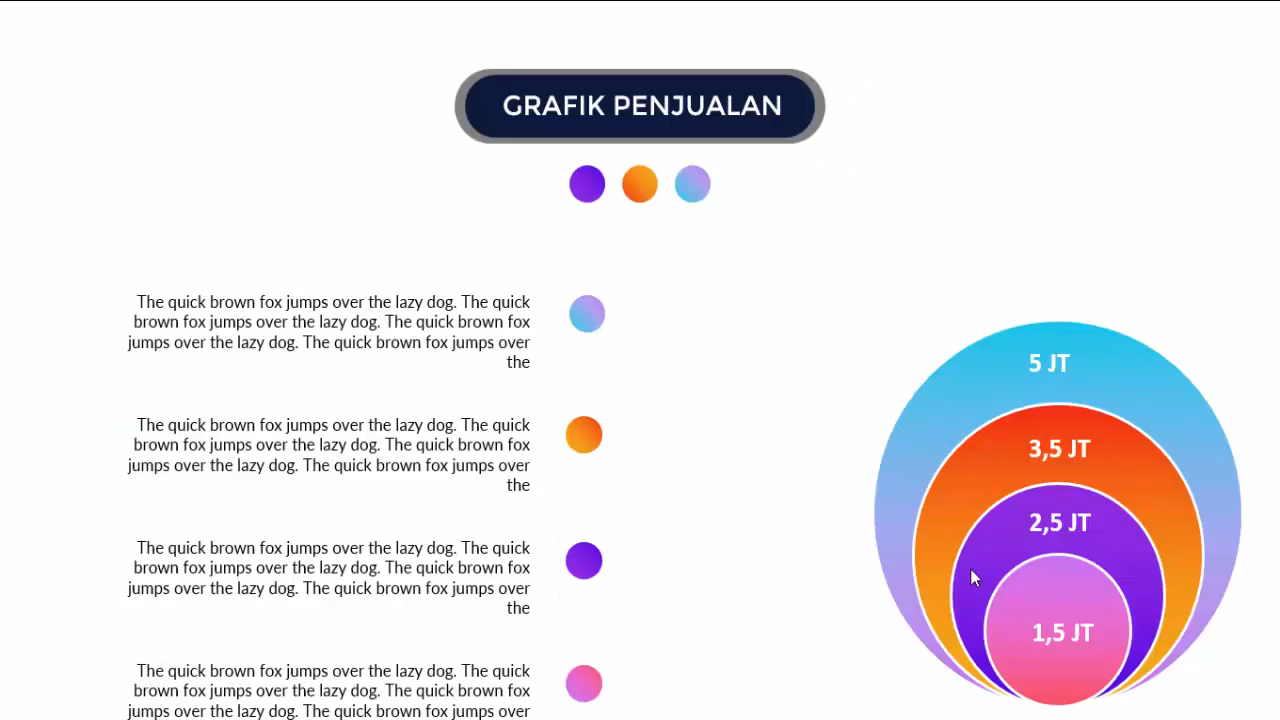 GRAFIK PENJUALAN
The quick brown fox jumps over the lazy dog. The quick
brown fox jumps over the lazy dog. The quick brown fox
jumps over the lazy dog. The quick brown fox jumps over
the
The quick brown fox jumps over the lazy dog. The quick
brown fox jumps over the lazy dog. The quick brown fox
jumps over the lazy dog. The quick brown fox jumps over
the
The quick brown fox jumps over the lazy dog. The quick
brown fox jumps over the lazy dog. The quick brown fox
jumps over the lazy dog. The quick brown fox jumps over
the
The quick brown fox jumps over the lazy dog. The quick
brown fox jumps over the lazy dog. The quick brown fox
jumps over the lazy dog. The quick brown fox jumps over
5 JT
3,5 JT
2,5 JT
1,5 JT